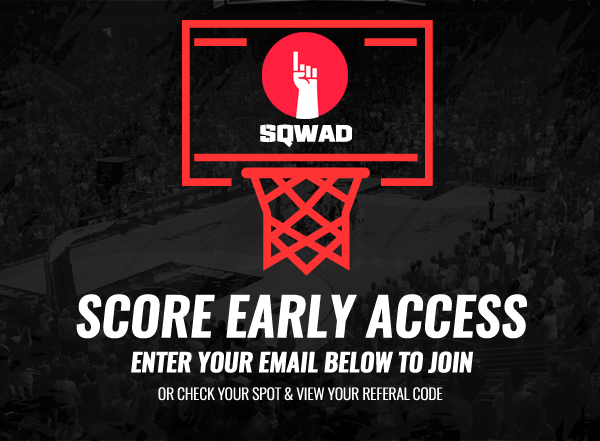 SQWAD
SCORE EARLY ACCESS
ENTER YOUR EMAIL BELOW TO JOIN
OR CHECK YOUR SPOT & VIEW YOUR REFERAL CODE